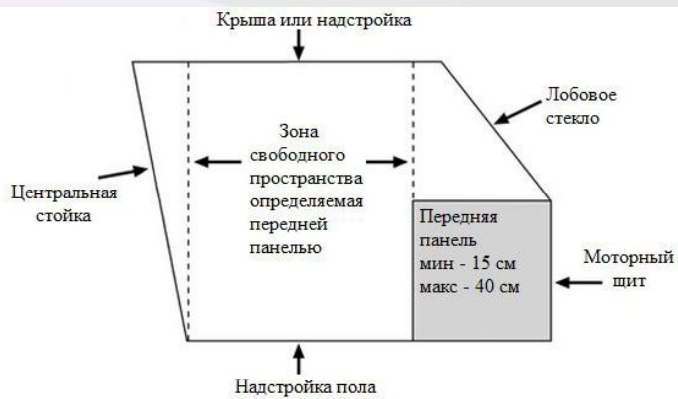 Крыша или надстройка
Лобовое
стекло
Зона
свободного
пространства
определяемая
передней
панелью
Центральная
стойка
Передняя
панель
мин - 15 см
макс - 40 см
Моторный
щит
Надстройка пола